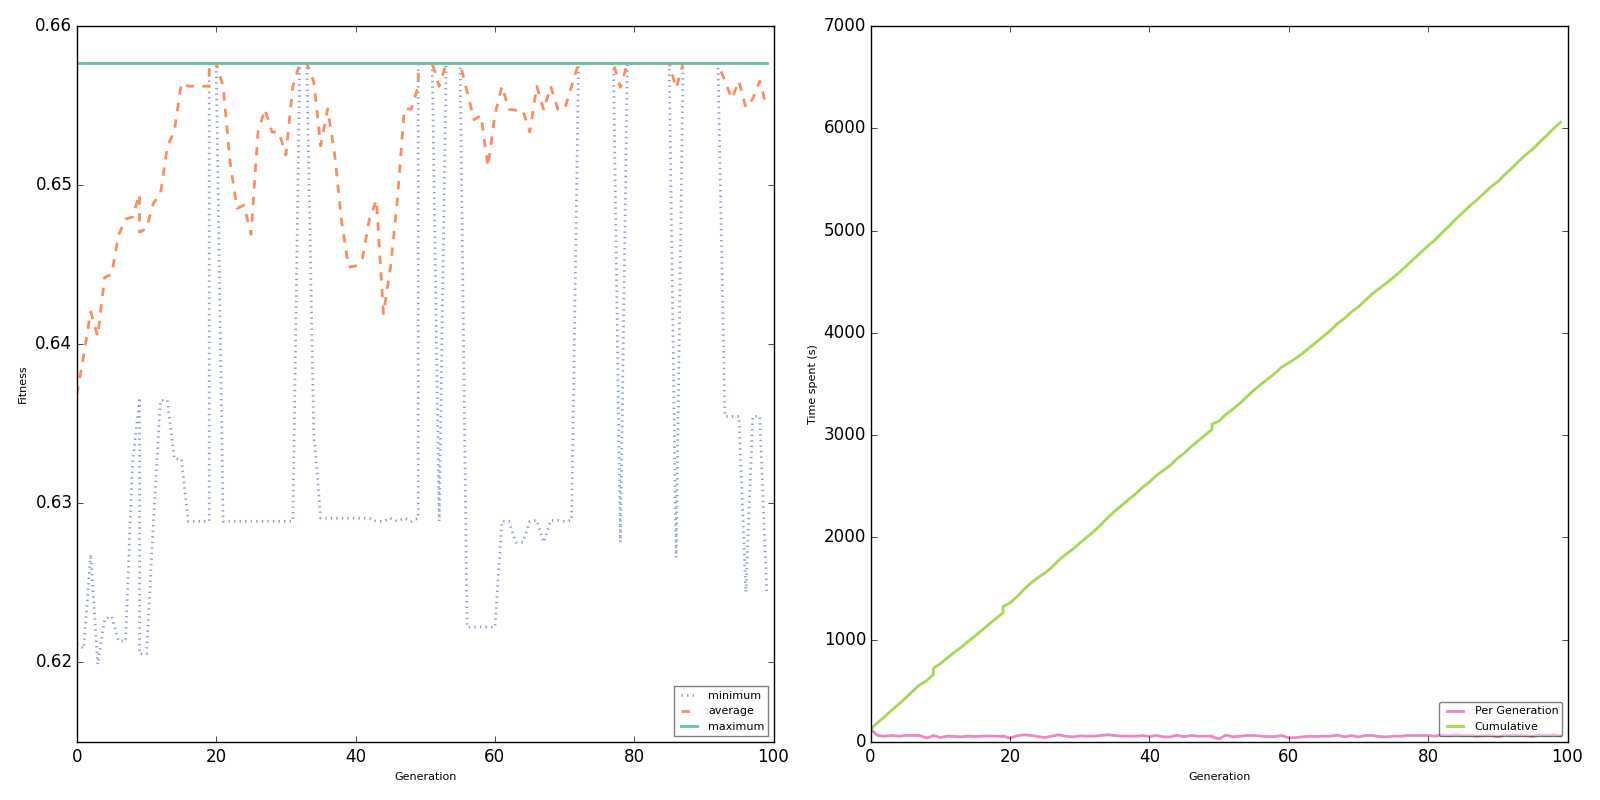 0.66
0.65
0.64
0.63
0.62
Fitness
0 20 40 60 80 100
Generation
minimum
average
maximum
7000
6000
5000
4000
3000
2000
1000
0
Time spent (s)
0 20 40 60 80 100
Generation
Per Generation
Cumulative